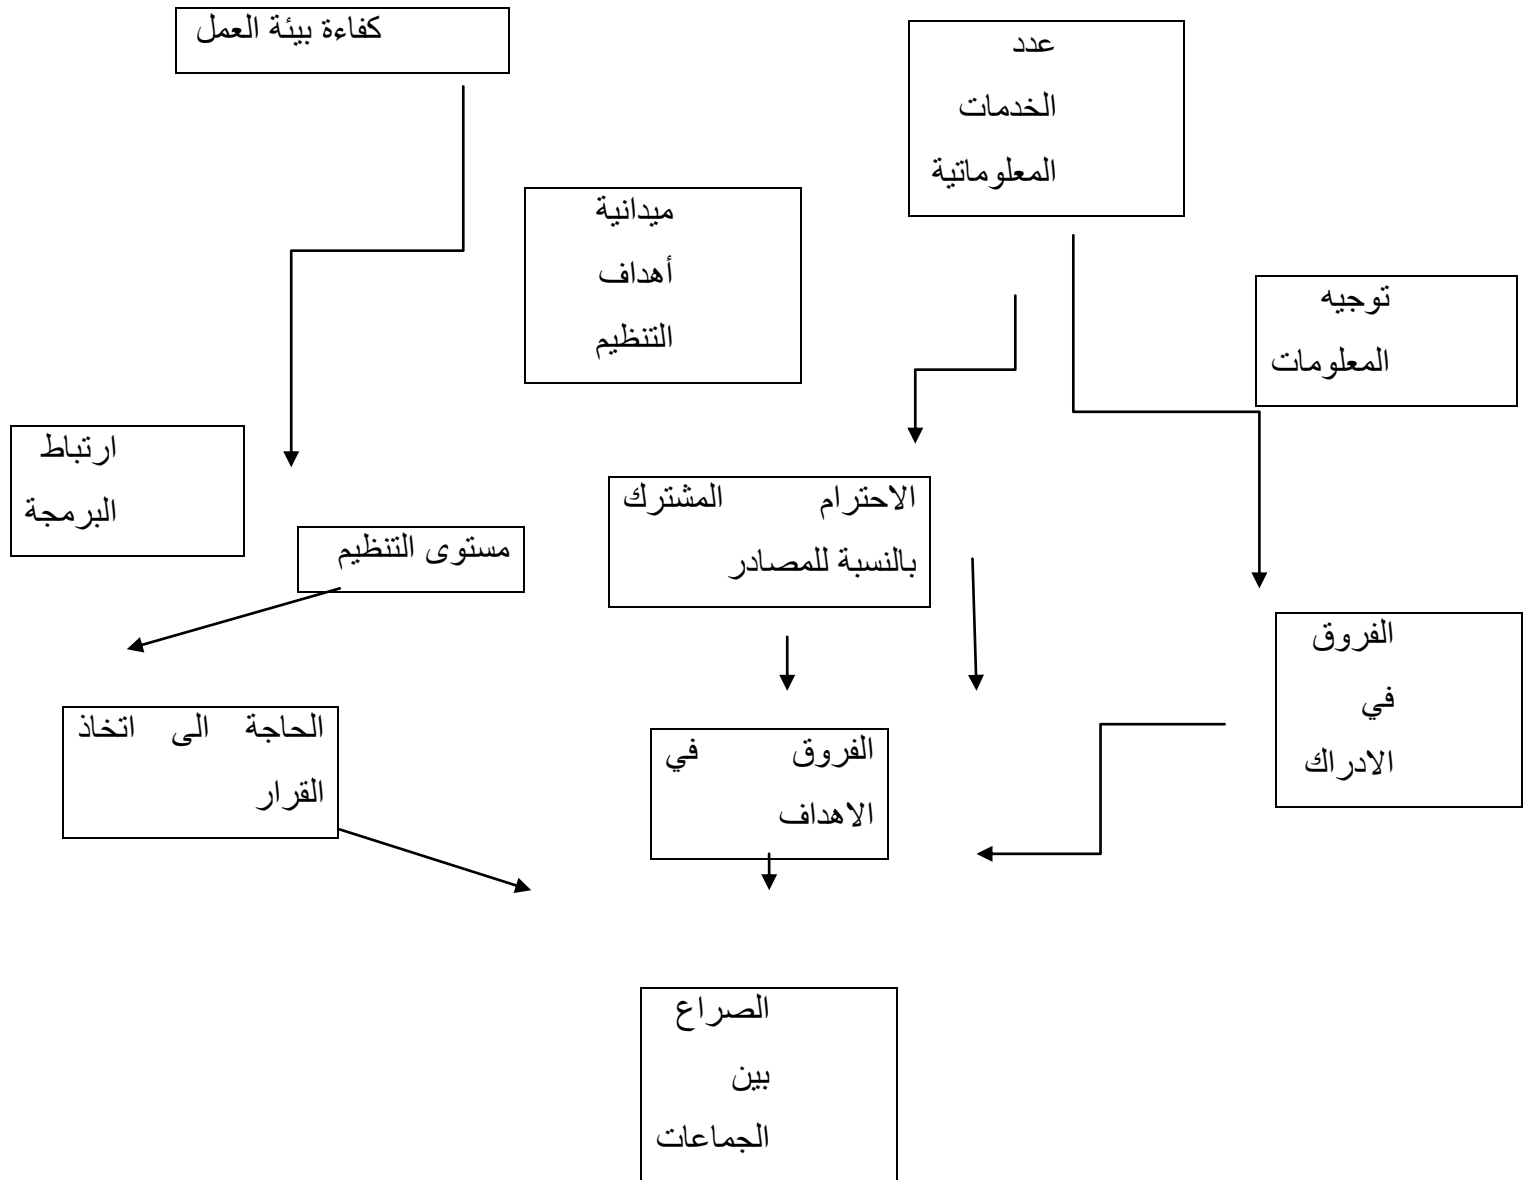 كفاءة بيئة العمل
عدد
الخدمات
المعلوماتية
ميدانية
أهداف
التنظيم
توجيه
المعلومات
ارتباط
البرمجة
مستوى التنظيم
الاحترام المشترك
بالنسبة للمصادر
الفروق
في
الادراك
الحاجة الى اتخاذ
القرار
الفروق في
الاهداف
الصراع
بين
الجماعات